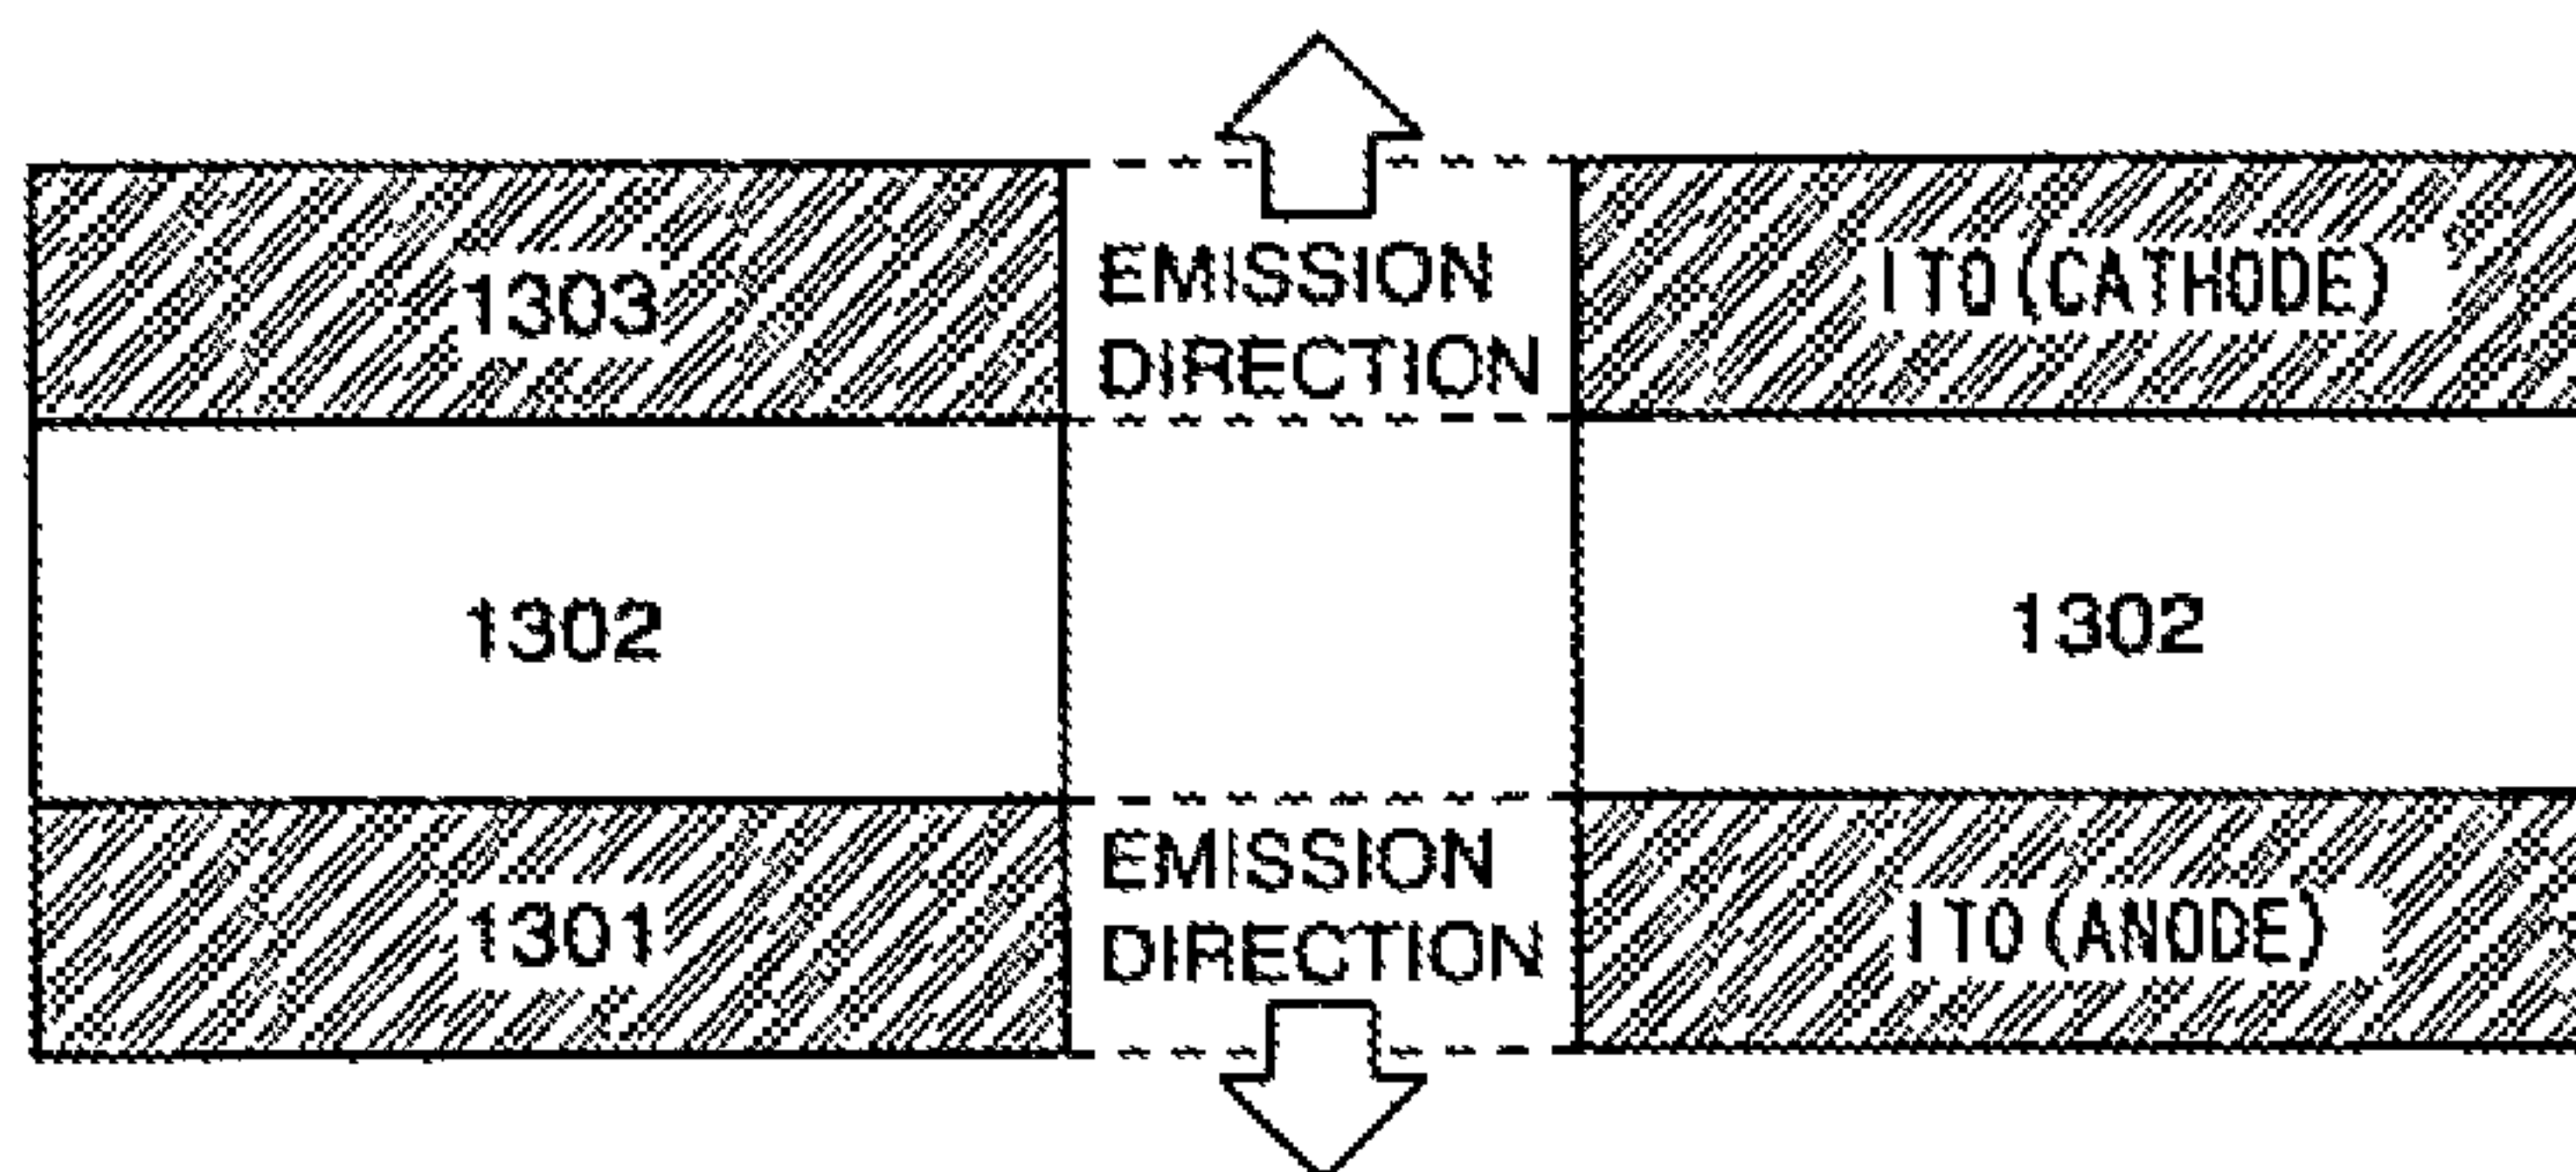 1303
EMISSION
DIRECTION
ITO(CATHODE)
1302
1302
1301
EMISSION
DIRECTION
ITO(ANODE)